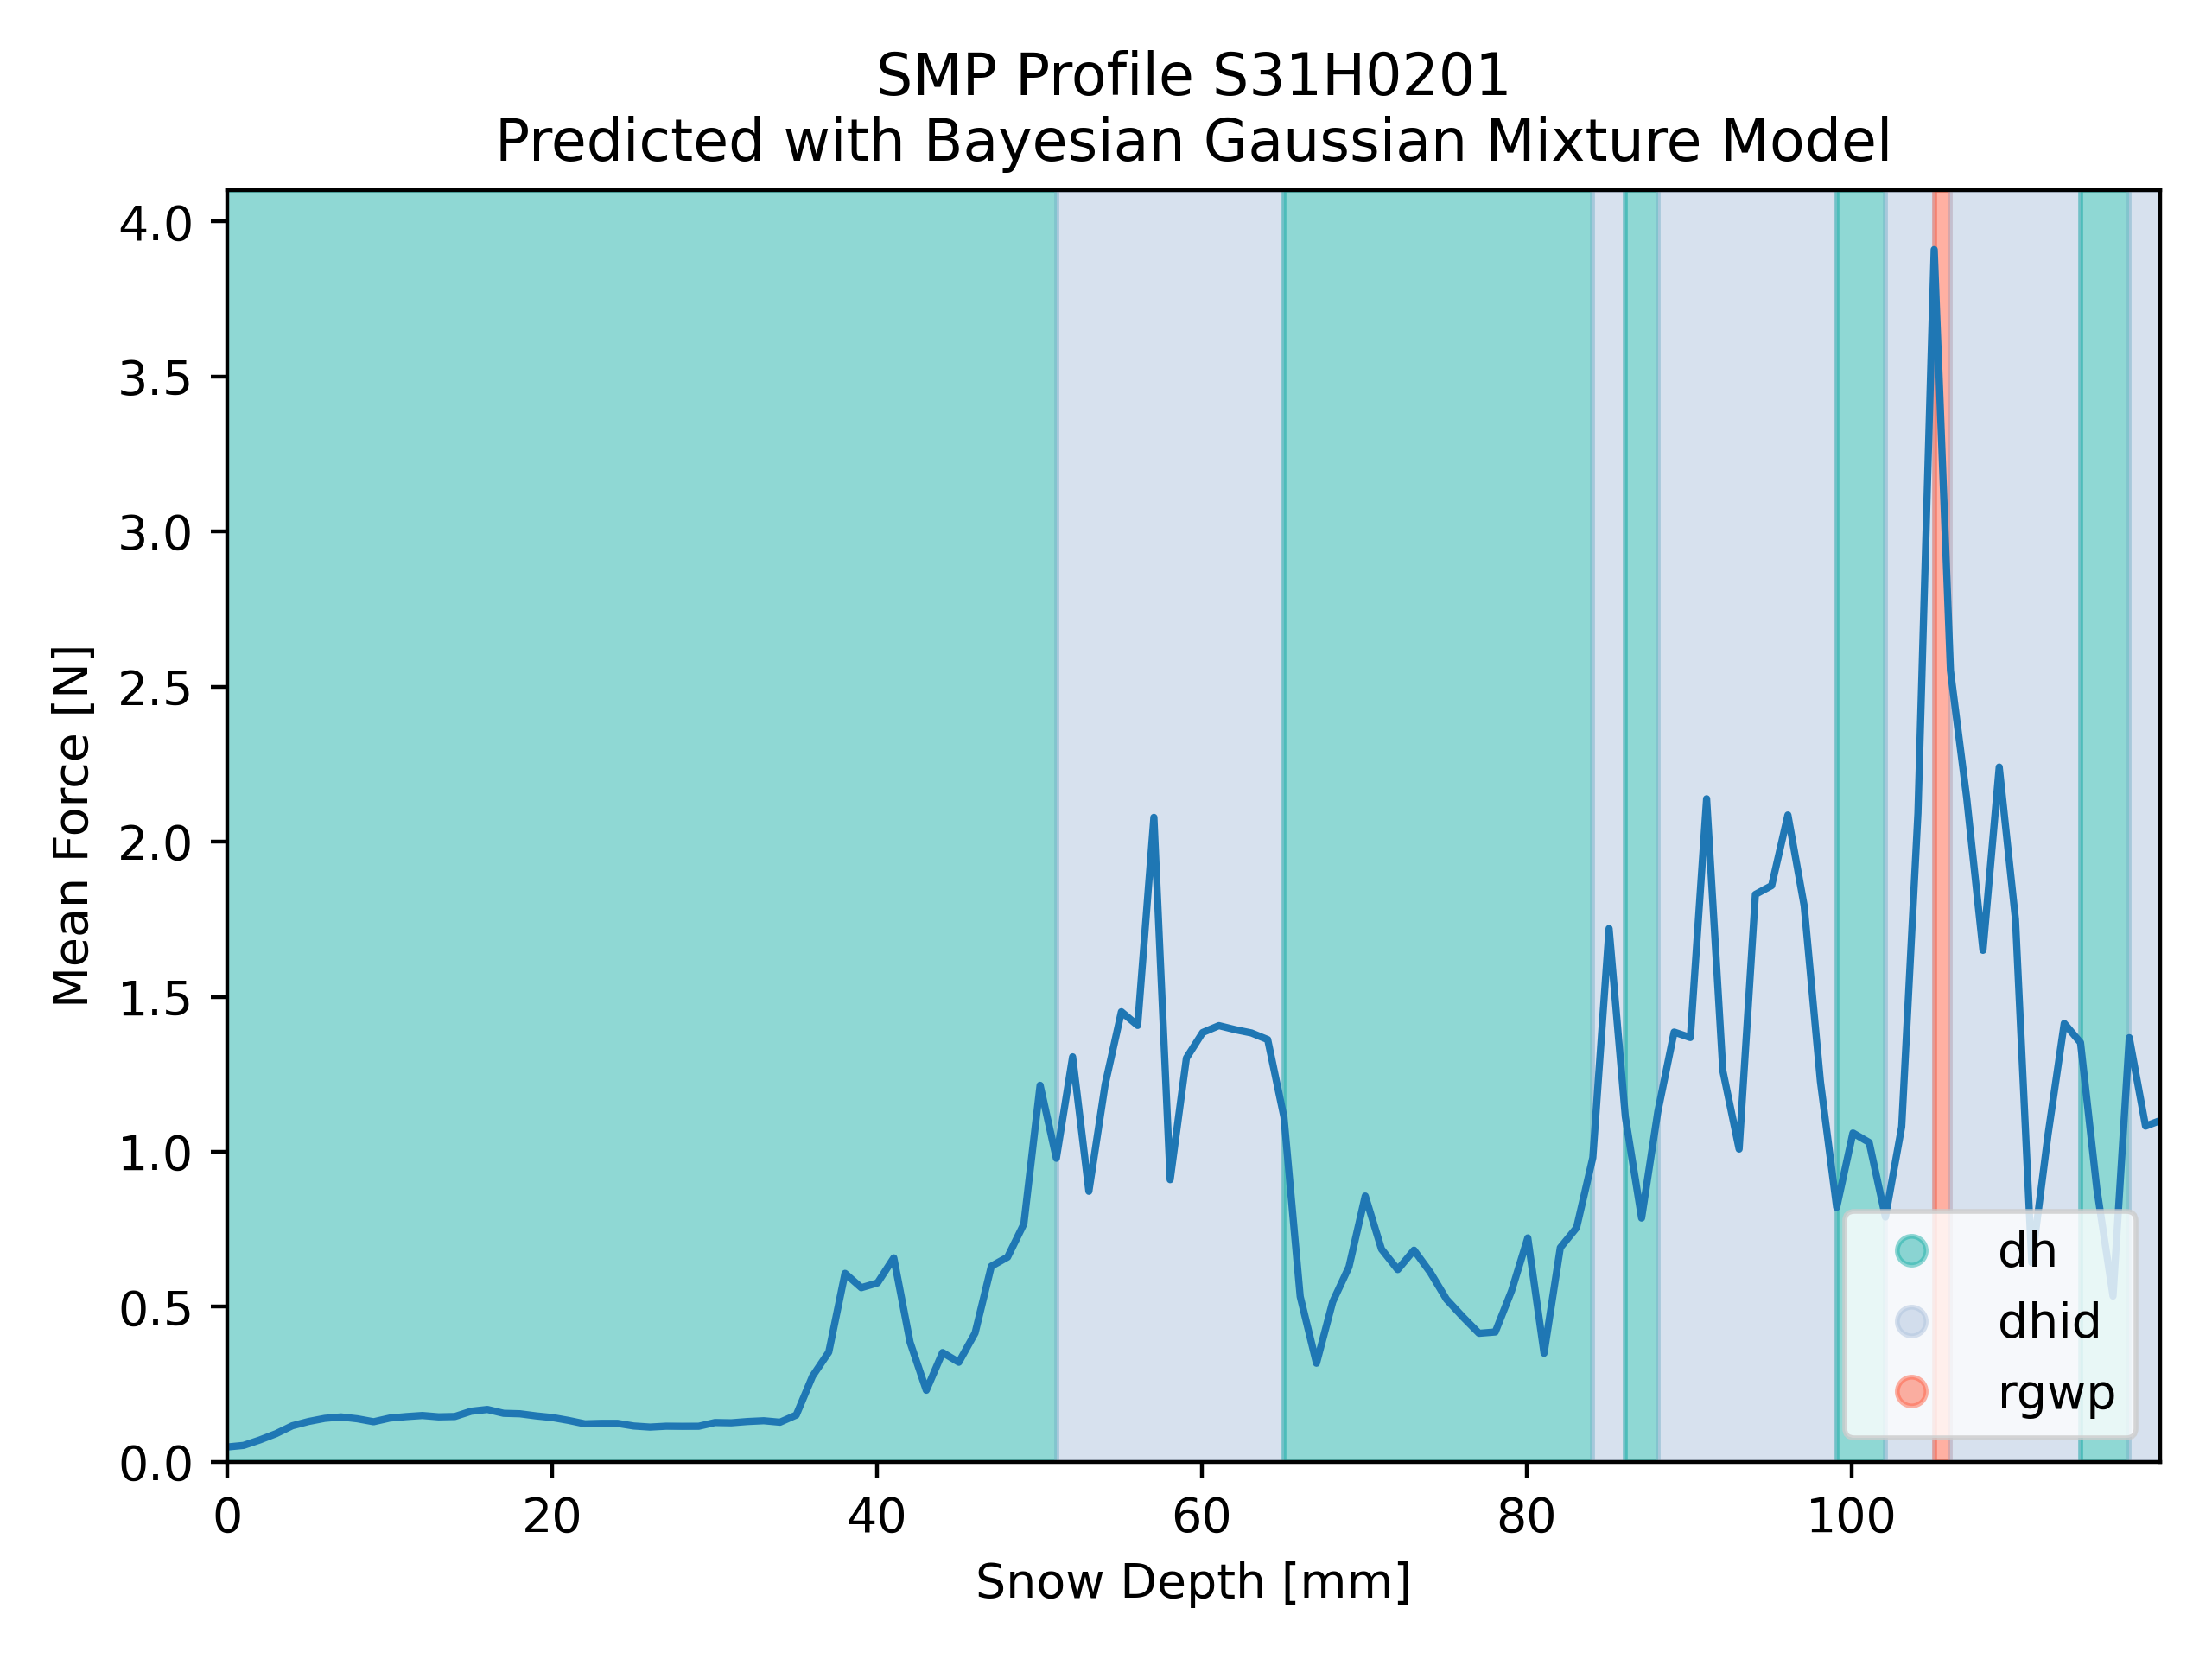 SMP Profile S31H0201
Predicted with Bayesian Gaussian Mixture Model
4.0
3.5
3.0
2.5
2.0
1.5
1.0
0.5
0.0
Mean Force [N]
dh
dhid
rgwp
0 20 40 60 80 100
Snow Depth [mm]